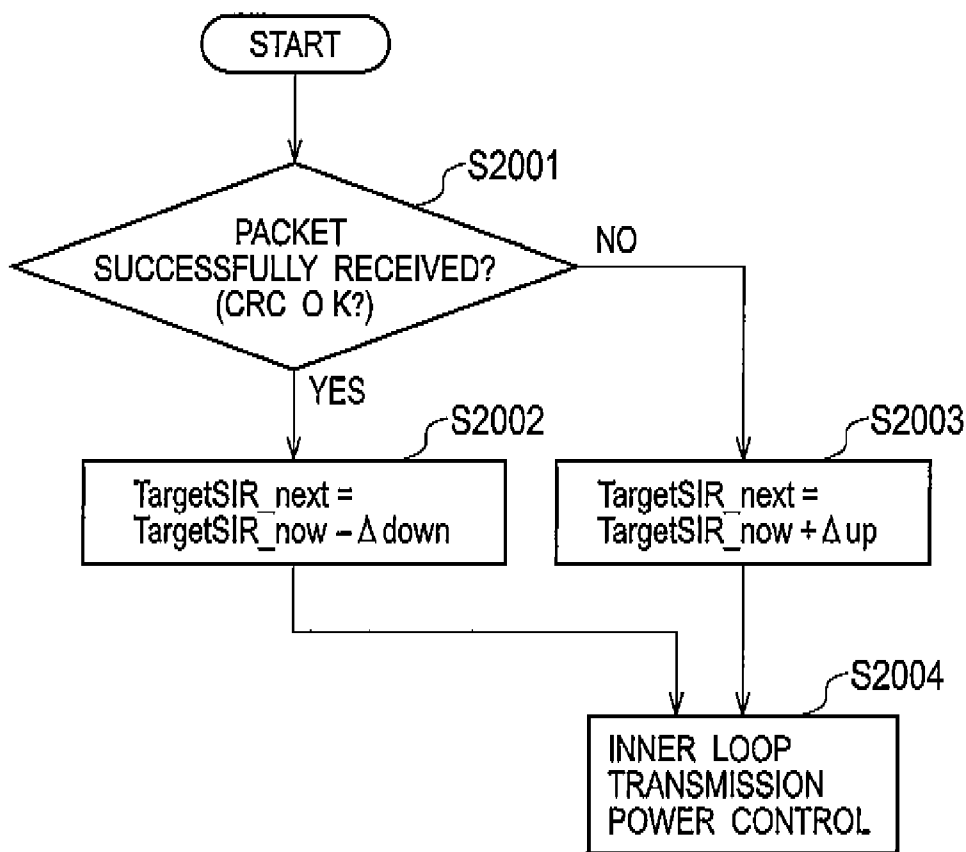 START
S2001
PACKET
SUCCESSFULLY RECEIVED?
(CRC O K?)
NO
YES
S2002
TargetSIR_next =
TargetSIR_now – Δ down
S2003
TargetSIR_next =
TargetSIR_now + Δ up
S2004
INNER LOOP
TRANSMISSION
POWER CONTROL